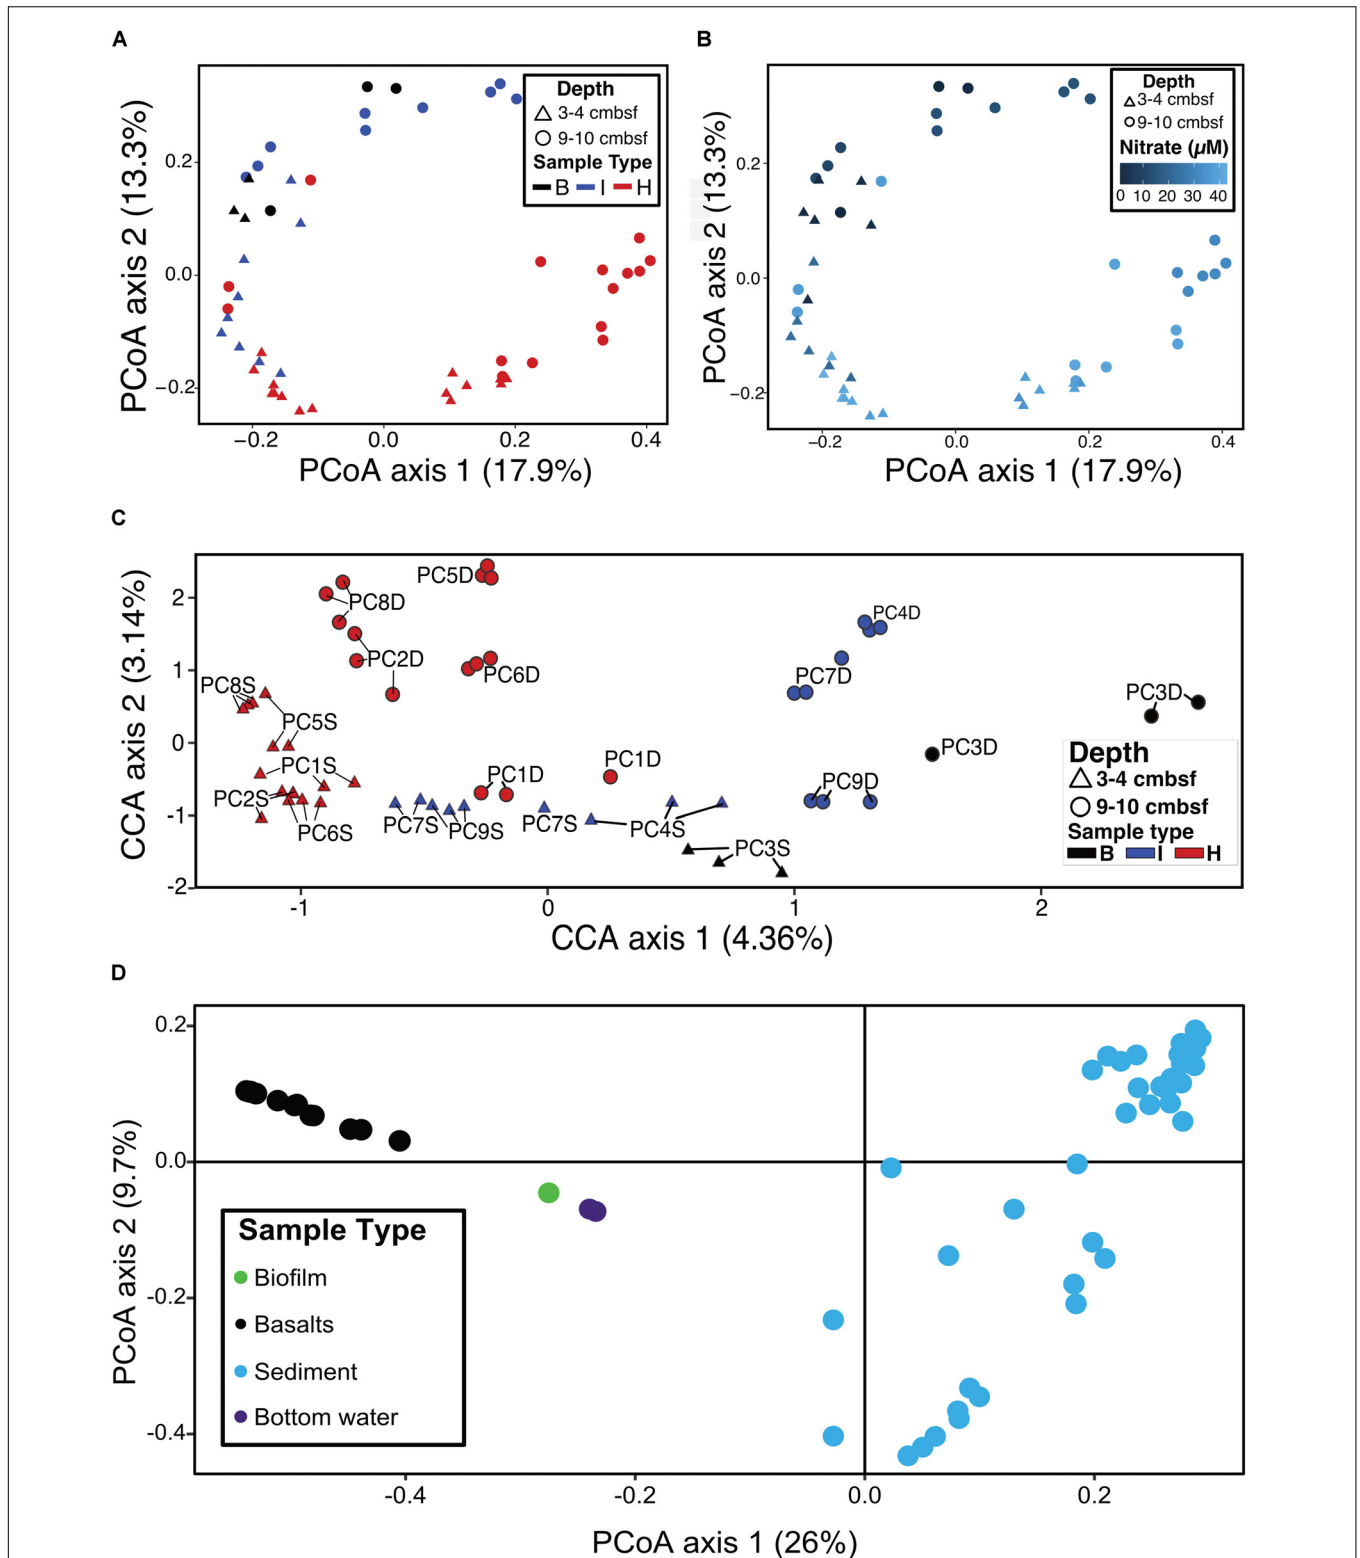 A
PCoA axis 2 (13.3%)
0.2
0.0
−0.2
−0.2
0.0
0.2
0.4
PCoA axis 1 (17.9%)
Depth
3-4 cmbsf
9-10 cmbsf
Sample Type
B I H
B
PCoA axis 2 (13.3%)
0.2
0.0
−0.2
−0.2
0.0
0.2
0.4
PCoA axis 1 (17.9%)
Depth
3-4 cmbsf
9-10 cmbsf
Nitrate (µM)
0 10 20 30 40
C
CCA axis 2 (3.14%)
2
1
0
-1
-2
-1
0
1
2
CCA axis 1 (4.36%)
PC5D
PC8D
PC4D
PC2D
PC6D
PC7D
PC8S
PC3D
PC5S
PC3D
PC1S
PC1D
PC1D
PC9D
PC2S
PC6S
PC7S
PC9S
PC7S
PC4S
PC3S
Depth
3-4 cmbsf
9-10 cmbsf
Sample type
B I H
D
PCoA axis 2 (9.7%)
0.2
0.0
-0.2
-0.4
-0.4
-0.2
0.0
0.2
PCoA axis 1 (26%)
Sample Type
Biofilm
Basalts
Sediment
Bottom water